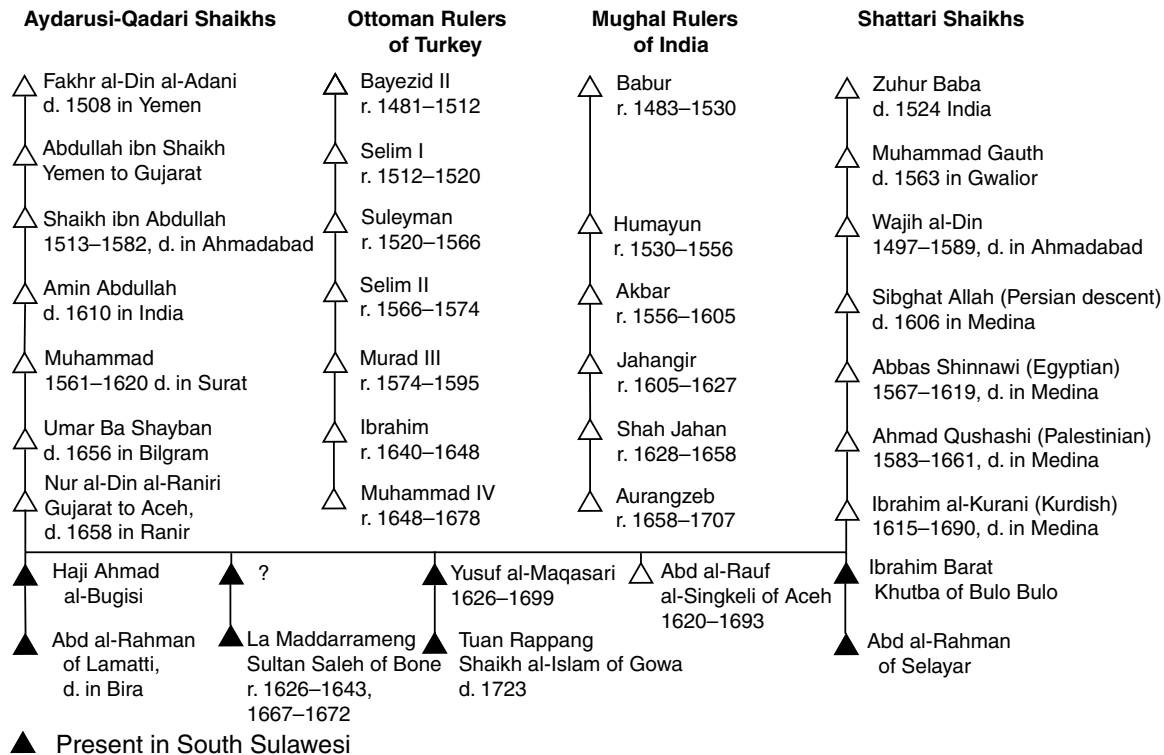 Aydarusi-Qadari Shaikhs
Fakhr al-Din al-Adani
d. 1508 in Yemen
Abdullah ibn Shaikh
Yemen to Gujarat
Shaikh ibn Abdullah
1513–1582, d. in Ahmadabad
Amin Abdullah
d. 1610 in India
Muhammad
1561–1620 d. in Surat
Umar Ba Shayban
d. 1656 in Bilgram
Nur al-Din al-Raniri
Gujarat to Aceh,
d. 1658 in Ranir
Ottoman Rulers
of Turkey
Bayezid II
r. 1481–1512
Selim I
r. 1512–1520
Suleyman
r. 1520–1566
Selim II
r. 1566–1574
Murad III
r. 1574–1595
Ibrahim
r. 1640–1648
Muhammad IV
r. 1648–1678
Mughal Rulers
of India
Babur
r. 1483–1530
Humayun
r. 1530–1556
Akbar
r. 1556–1605
Jahangir
r. 1605–1627
Shah Jahan
r. 1628–1658
Aurangzeb
r. 1658–1707
Shattari Shaikhs
Zuhur Baba
d. 1524 India
Muhammad Gauth
d. 1563 in Gwalior
Wajih al-Din
1497–1589, d. in Ahmadabad
Sibghat Allah (Persian descent)
d. 1606 in Medina
Abbas Shinnawi (Egyptian)
1567–1619, d. in Medina
Ahmad Qushashi (Palestinian)
1583–1661, d. in Medina
Ibrahim al-Kurani (Kurdish)
1615–1690, d. in Medina
Haji Ahmad
al-Bugisi
Abd al-Rahman
of Lamatti,
d. in Bira
?
La Maddarrameng
Sultan Saleh of Bone
r. 1626–1643,
1667–1672
Yusuf al-Maqasari
1626–1699
Tuan Rappang
Shaikh al-Islam of Gowa
d. 1723
Abd al-Rauf
al-Singkeli of Aceh
1620–1693
Ibrahim Barat
Khutba of Bulo Bulo
Abd al-Rahman
of Selayar
Present in South Sulawesi